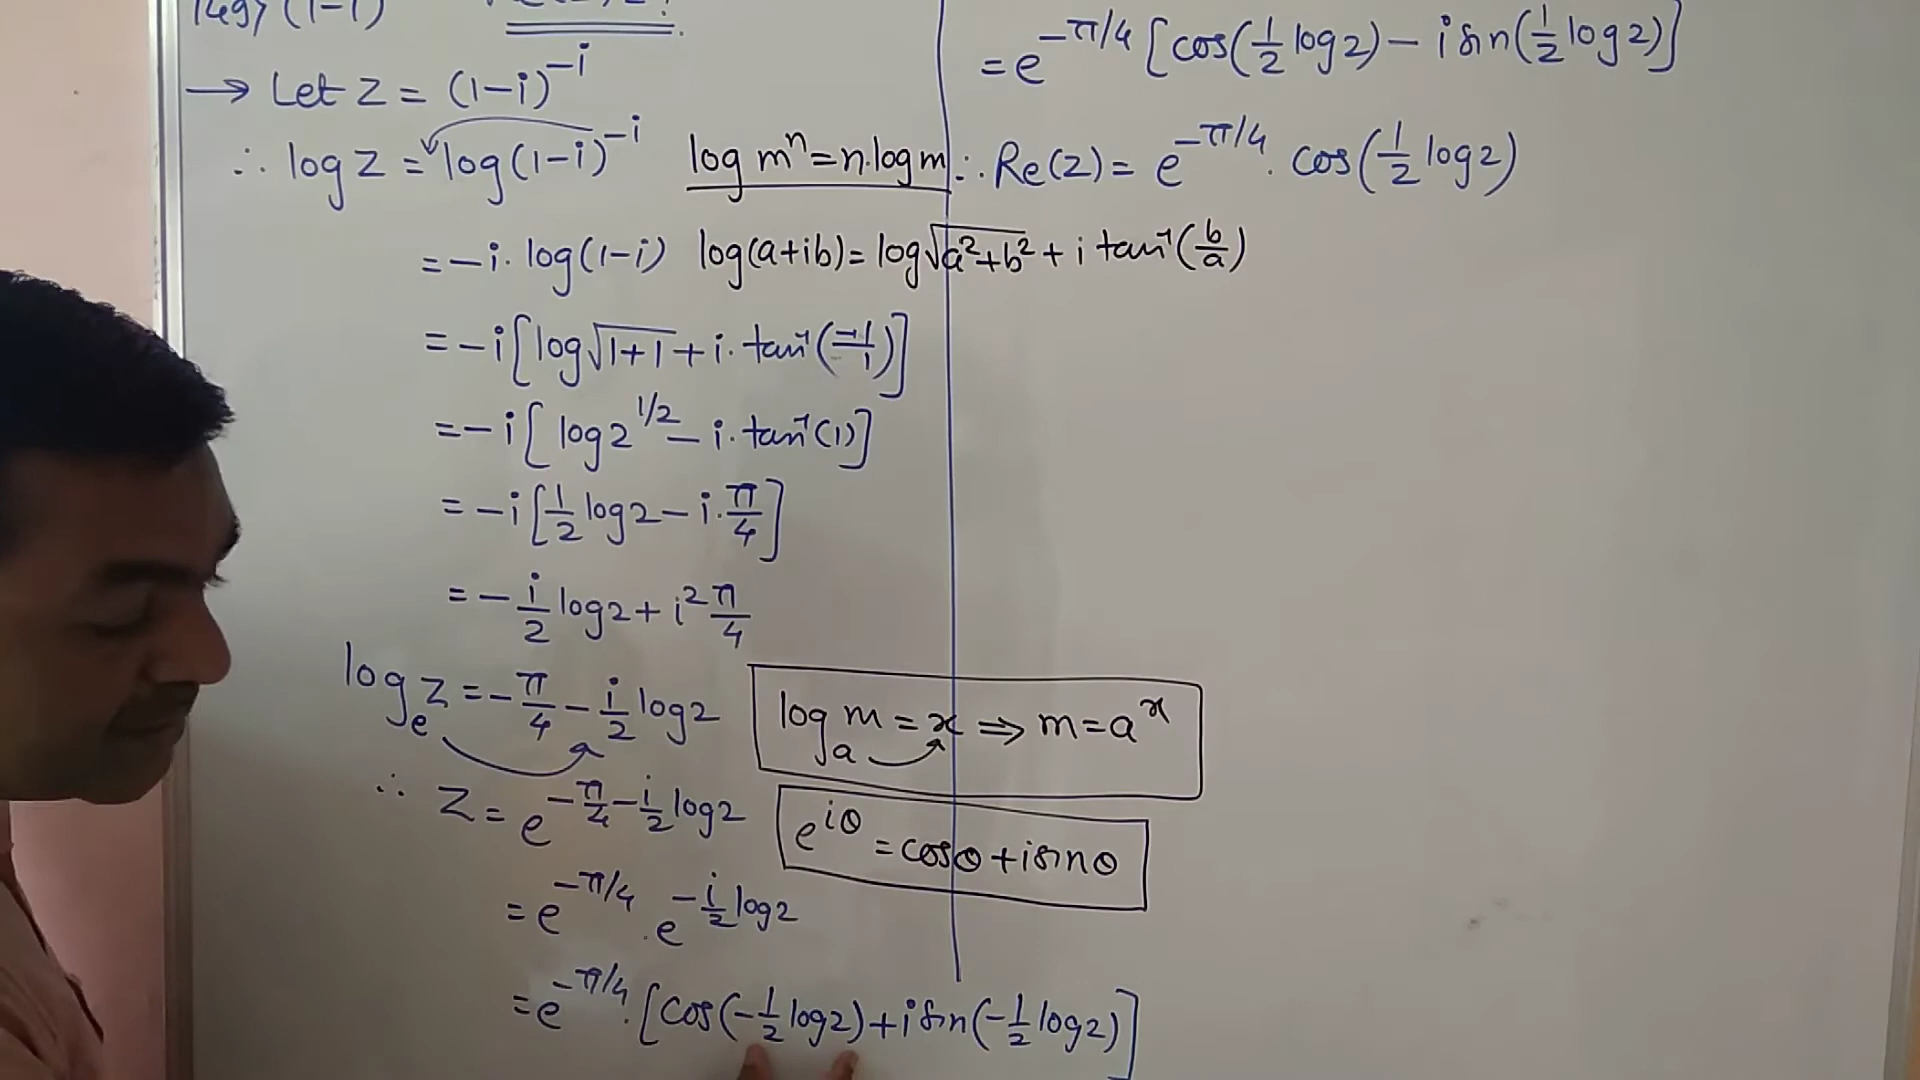 → Let z = (1-i)^{-i}
∴ log z = log(1-i)^{-i}
log m^n = n.log m
= -i. log(1-i)
log(a+ib) = log√(a²+b²) + i tan⁻¹(b/a)
= -i[log√(1+1) + i. tan⁻¹(-1/1)]
= -i[log 2^{1/2} - i. tan⁻¹(1)]
= -i[1/2 log2 - i. π/4]
= -i/2 log2 + i² π/4
log_e z = -π/4 - i/2 log2
log_a m = x ⇒ m = a^x
∴ z = e^{-π/4 - i/2 log2}
e^{iθ} = cosθ + i sinθ
= e^{-π/4} . e^{-i/2 log2}
= e^{-π/4} . [cos(-1/2 log2) + i sin(-1/2 log2)]
= e^{-π/4} [cos(1/2 log2) - i sin(1/2 log2)]
∴ Re(z) = e^{-π/4} . cos(1/2 log2)